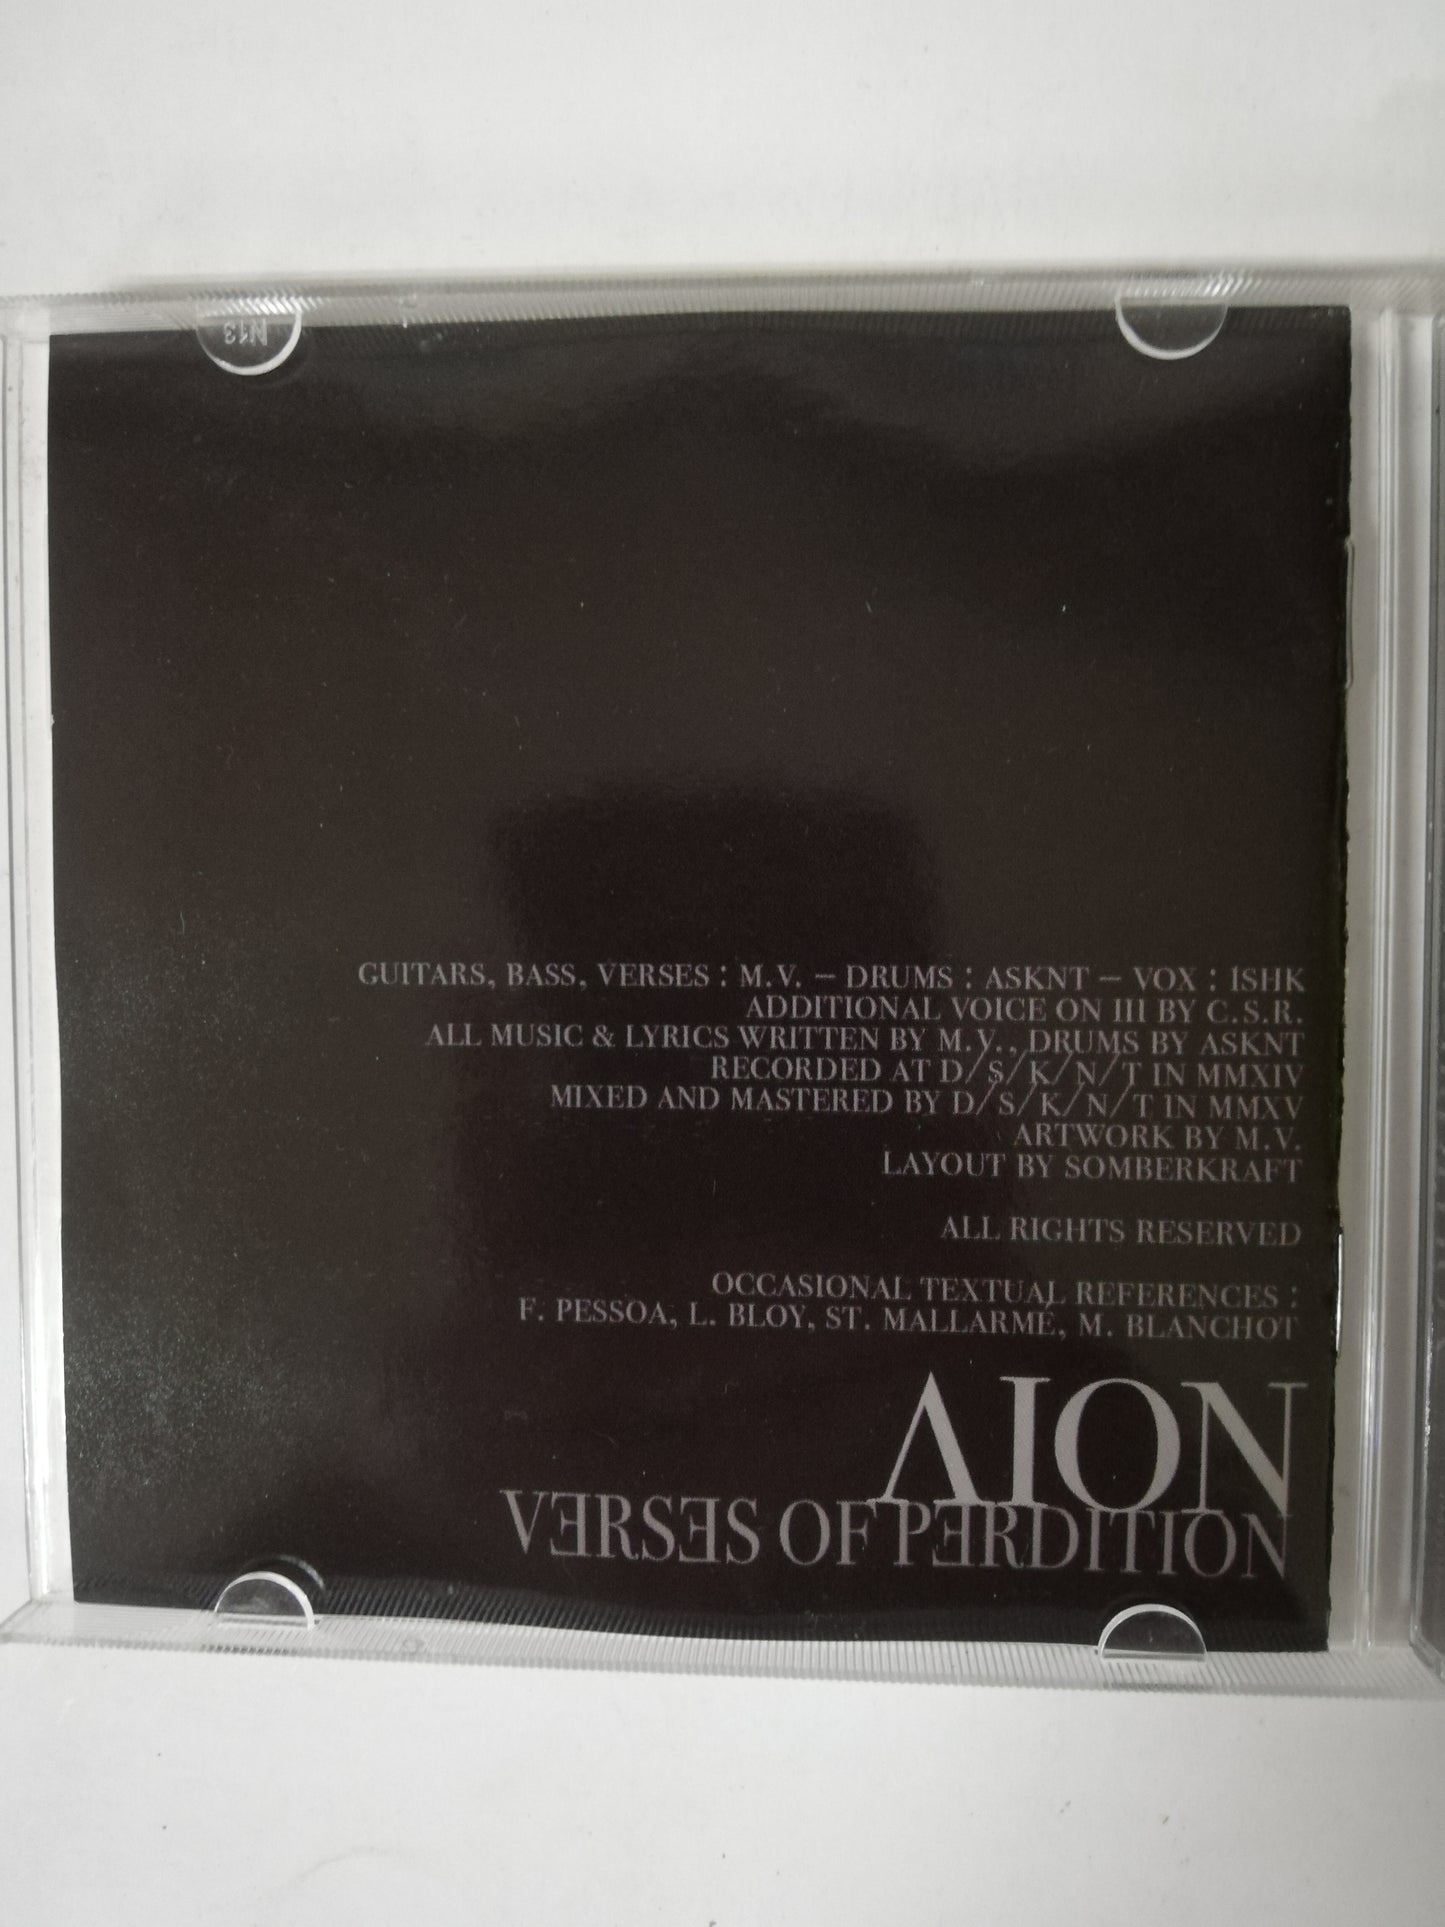 N13
GUITARS, BASS, VERSES : M.V. – DRUMS : ASKNT – VOX : ISHK
ADDITIONAL VOICE ON III BY C.S.R.
ALL MUSIC & LYRICS WRITTEN BY M.V., DRUMS BY ASKNT
RECORDED AT D/S/K/N/T IN MMXIV
MIXED AND MASTERED BY D/S/K/N/T IN MMXV
ARTWORK BY M.V.
LAYOUT BY SOMBERKRAFT
ALL RIGHTS RESERVED
OCCASIONAL TEXTUAL REFERENCES :
F. PESSOA, L. BLOY, ST. MALLARMÉ, M. BLANCHOT
ΛION
VƎRSƎS OF PƎRDITION